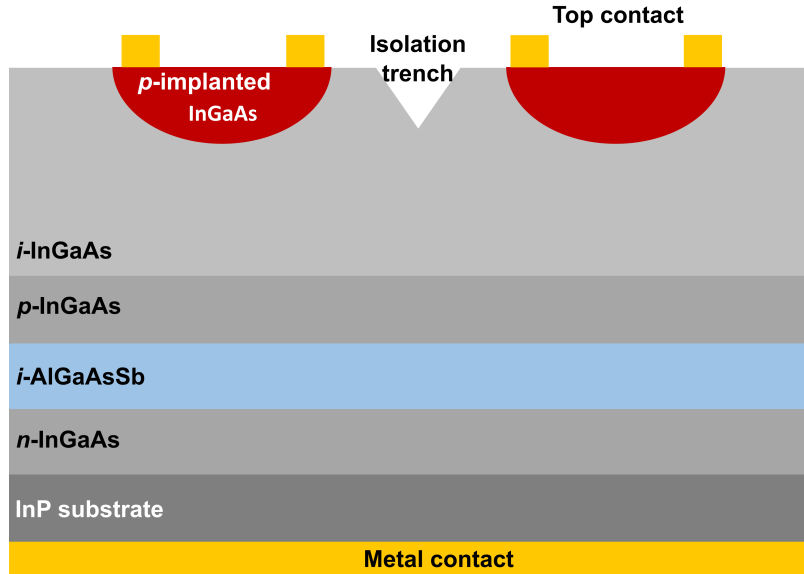 Top contact
Isolation
trench
p-implanted
InGaAs
i-InGaAs
p-InGaAs
i-AlGaAsSb
n-InGaAs
InP substrate
Metal contact